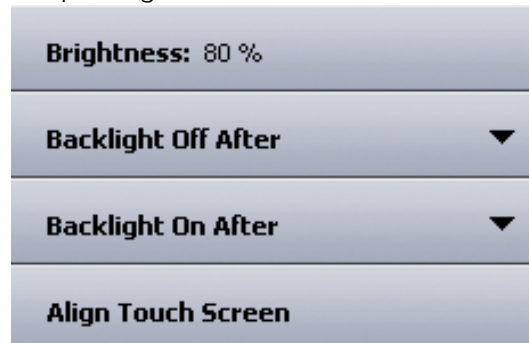 Brightness: 80 %
Backlight Off After
Backlight On After
Align Touch Screen